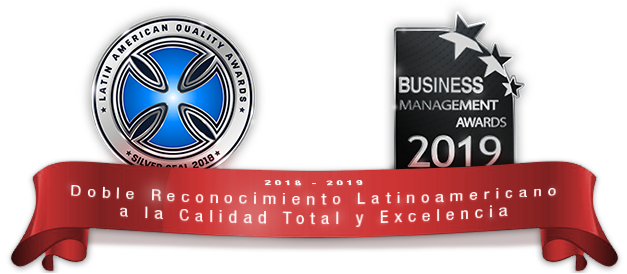 LATIN AMERICAN QUALITY AWARDS
SILVER SEAL 2018
BUSINESS
MANAGEMENT
AWARDS
2019
2018 - 2019
Doble Reconocimiento Latinoamericano
a la Calidad Total y Excelencia